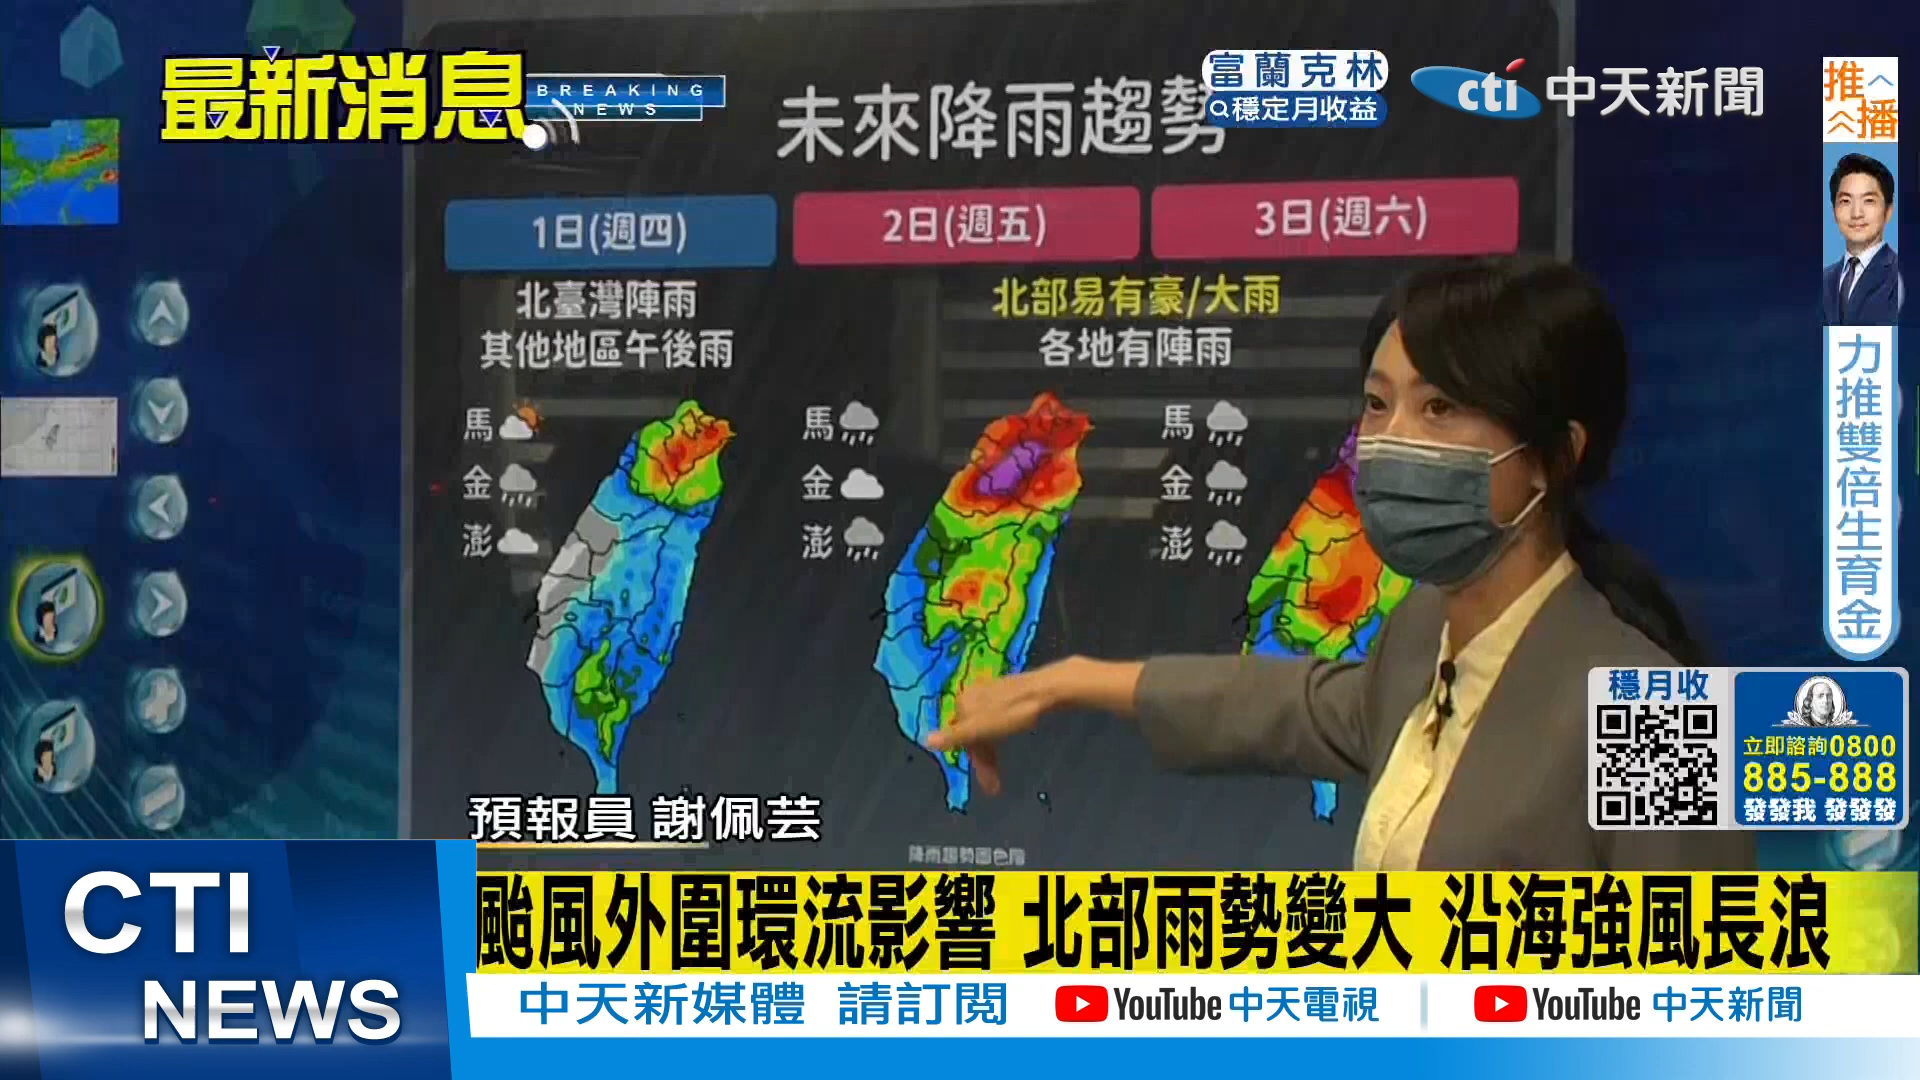 最新消息
BREAKING
NEWS
未來降雨趨勢
富蘭克林
穩定月收益
cti 中天新聞
推播
1日(週四)
2日(週五)
3日(週六)
北臺灣陣雨
其他地區午後雨
北部易有豪/大雨
各地有陣雨
馬
金
澎
馬
金
澎
馬
金
澎
力推雙倍生育金
穩月收
立即諮詢0800
885-888
發發我 發發發
預報員 謝佩芸
降雨趨勢圖色階
颱風外圍環流影響 北部雨勢變大 沿海強風長浪
CTI
NEWS
中天新媒體 請訂閱 YouTube 中天電視 YouTube 中天新聞